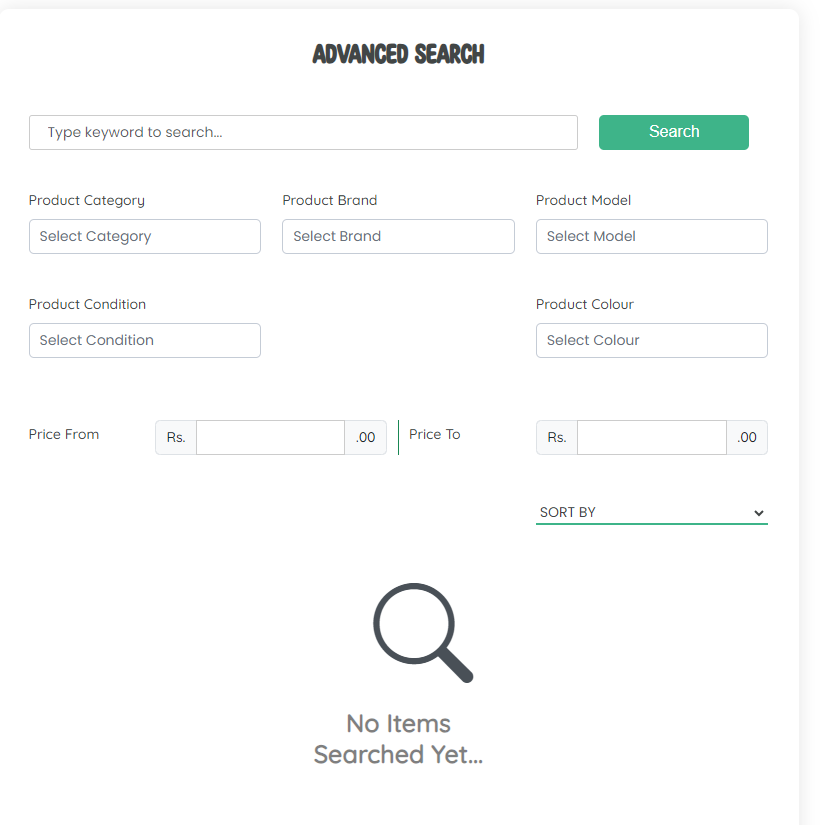 ADVANCED SEARCH
Type keyword to search...
Search
Product Category
Product Brand
Product Model
Select Category
Select Brand
Select Model
Product Condition
Product Colour
Select Condition
Select Colour
Price From
Rs.
.00
Price To
Rs.
.00
SORT BY
No Items
Searched Yet...